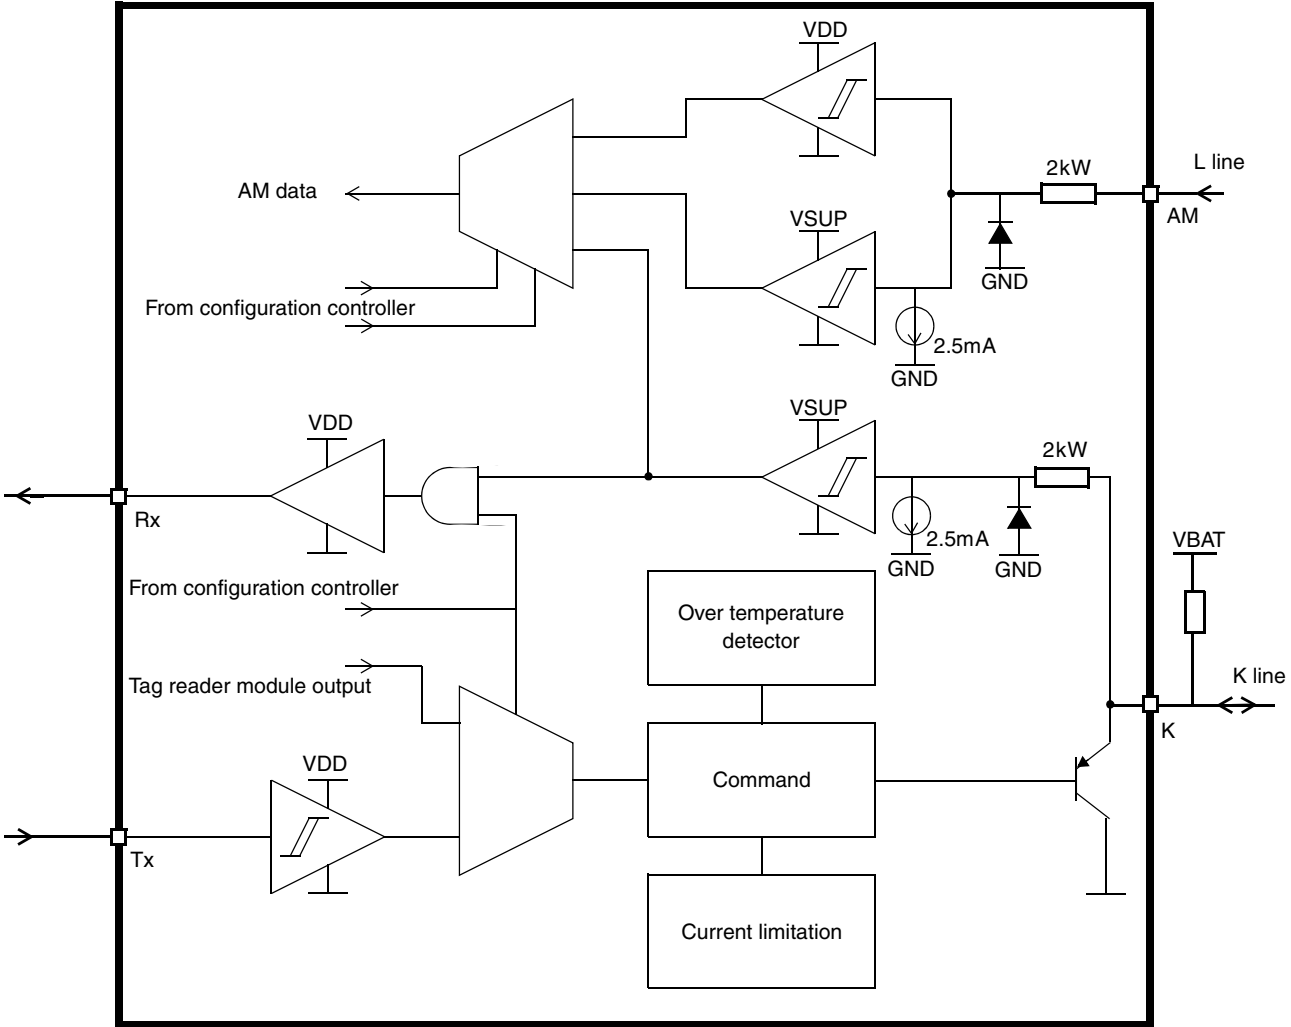 VDD
2kW
L line
AM data
VSUP
AM
GND
From configuration controller
2.5mA
GND
VSUP
VDD
2kW
Rx
2.5mA
VBAT
GND
GND
From configuration controller
Over temperature
detector
Tag reader module output
K line
K
VDD
Command
Tx
Current limitation